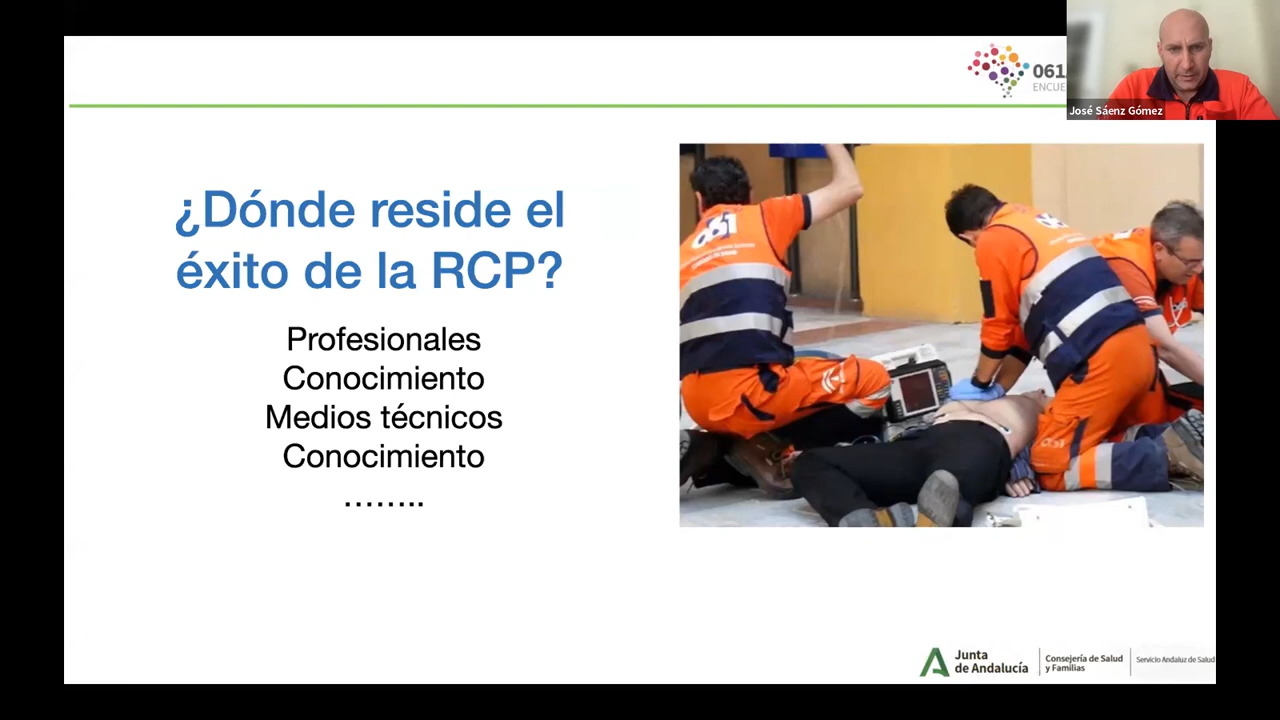 061
ENCUE
José Sáenz Gómez
¿Dónde reside el
éxito de la RCP?
Profesionales
Conocimiento
Medios técnicos
Conocimiento
........
061
Junta
de Andalucía
Consejería de Salud
y Familias
Servicio Andaluz de Salud